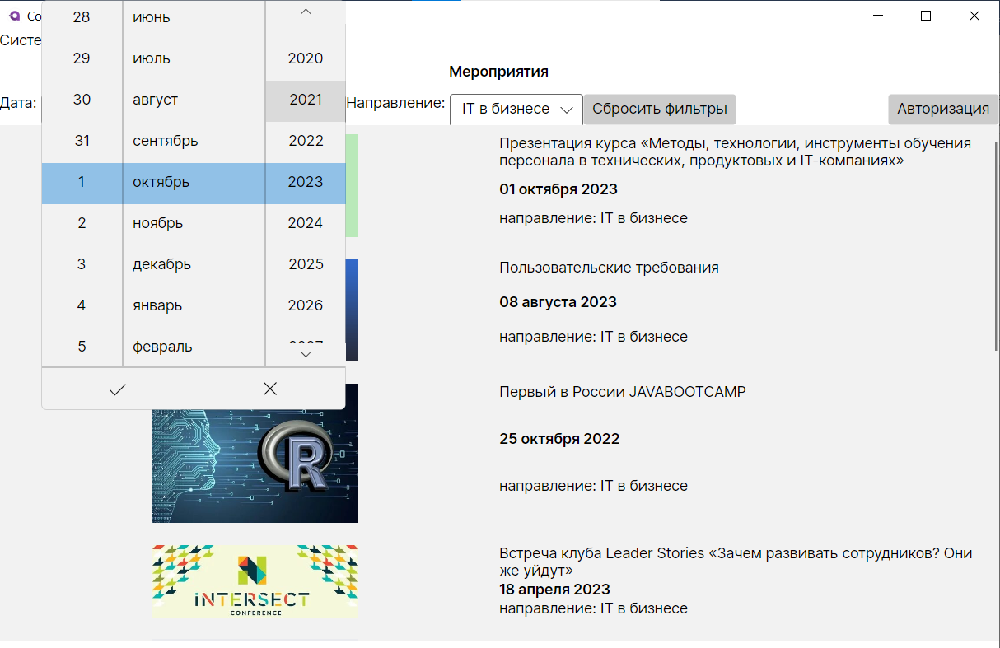 Co
Систе
28 июнь
29 июль 2020
30 август 2021
31 сентябрь 2022
1 октябрь 2023
2 ноябрь 2024
3 декабрь 2025
4 январь 2026
5 февраль
Мероприятия
Дата:
Направление: IT в бизнесе Сбросить фильтры Авторизация
Презентация курса «Методы, технологии, инструменты обучения
персонала в технических, продуктовых и IT-компаниях»
01 октября 2023
направление: IT в бизнесе
Пользовательские требования
08 августа 2023
направление: IT в бизнесе
R
Первый в России JAVABOOTCAMP
25 октября 2022
направление: IT в бизнесе
INTERSECT
CONFERENCE
Встреча клуба Leader Stories «Зачем развивать сотрудников? Они
же уйдут»
18 апреля 2023
направление: IT в бизнесе